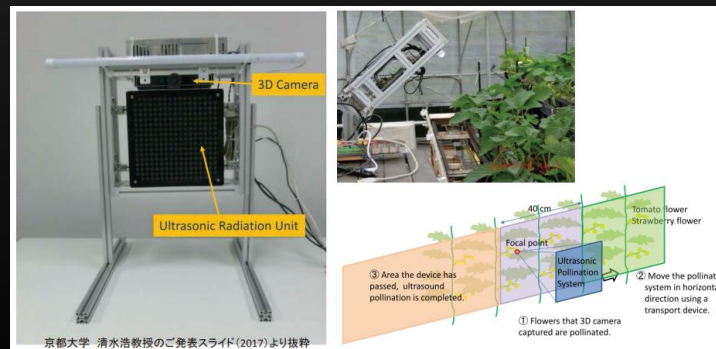 3D Camera
Ultrasonic Radiation Unit
京都大学 清水浩教授のご発表スライド(2017)より抜粋
40 cm
Tomato flower
Strawberry flower
Focal point
Ultrasonic
Pollination
System
③ Area the device has
passed, ultrasound
pollination is completed.
② Move the pollinat
system in horizonta
direction using a
transport device.
① Flowers that 3D camera
captured are pollinated.